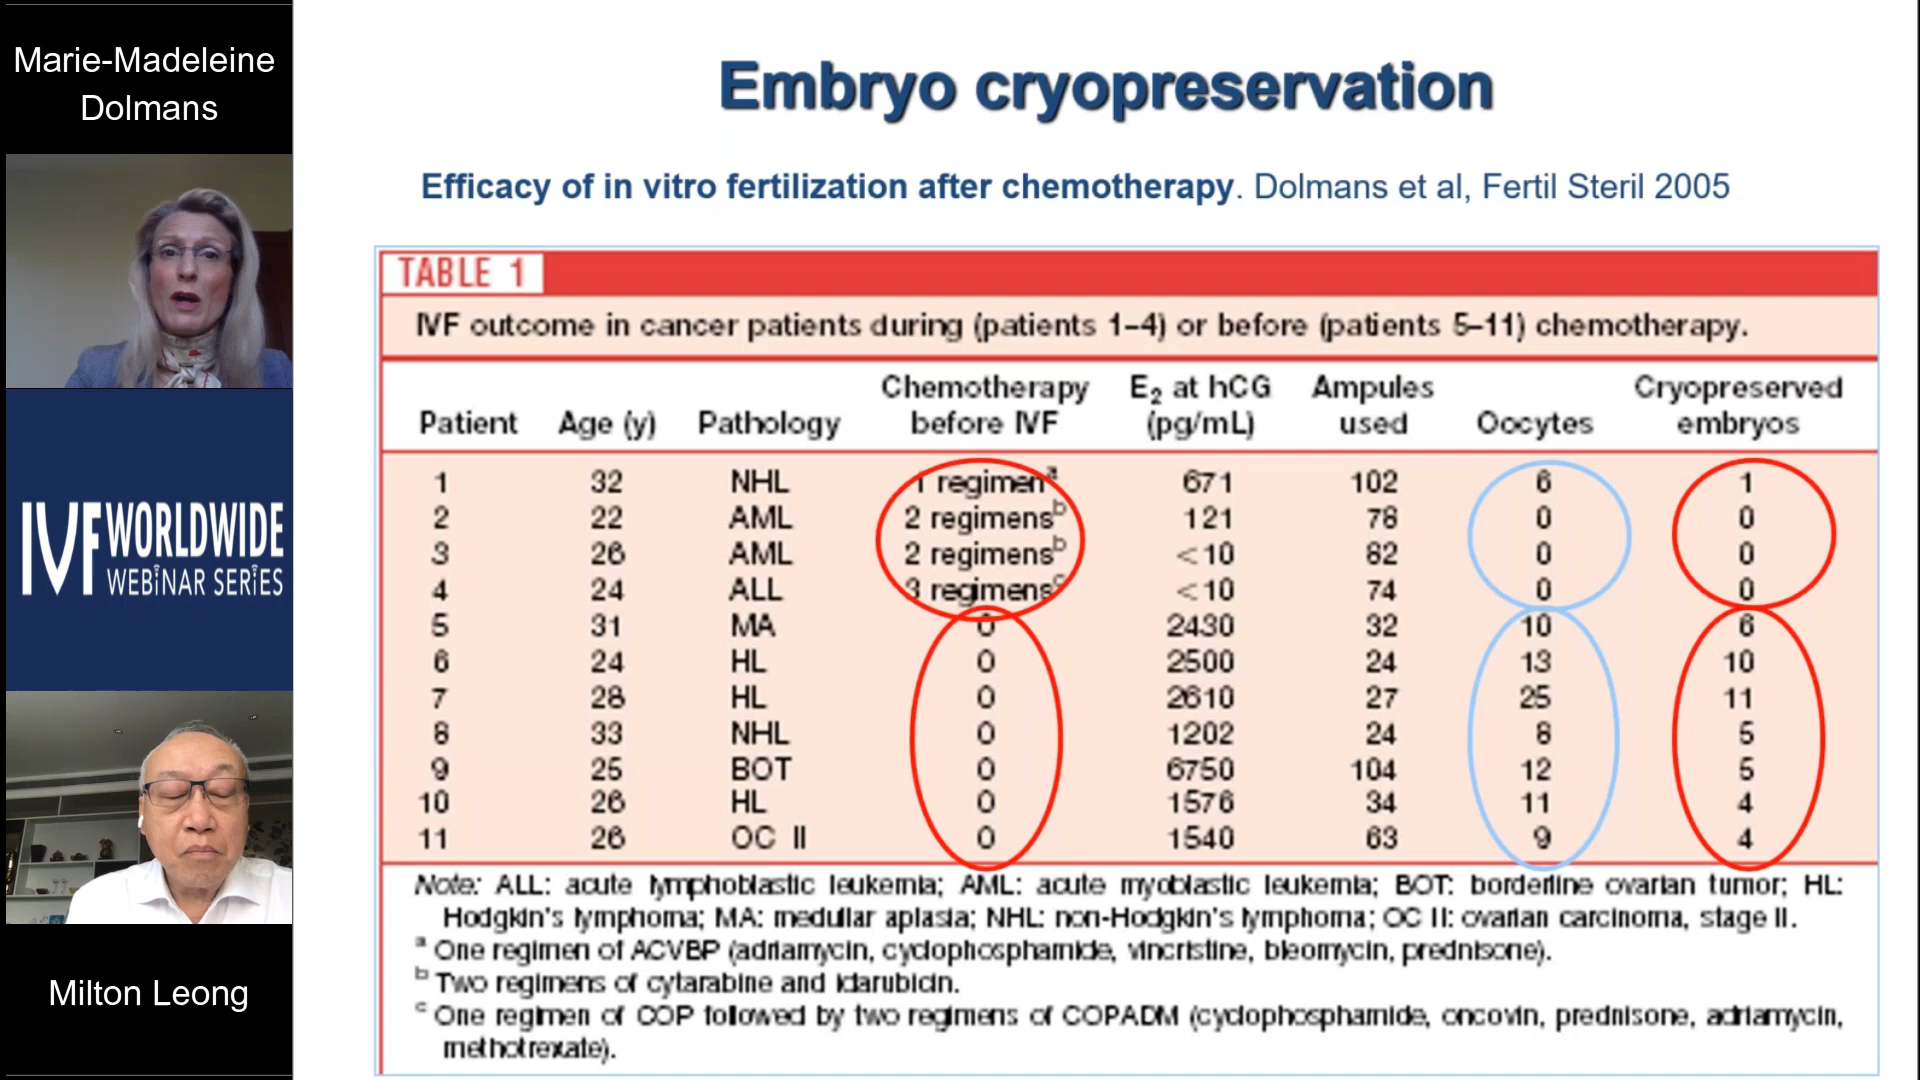 Marie-Madeleine
Dolmans
IVF WORLDWIDE
WEBINAR SERIES
Milton Leong
Embryo cryopreservation
Efficacy of in vitro fertilization after chemotherapy. Dolmans et al, Fertil Steril 2005
TABLE 1
IVF outcome in cancer patients during (patients 1–4) or before (patients 5–11) chemotherapy.
Patient Age (y) Pathology Chemotherapy before IVF E2 at hCG (pg/mL) Ampules used Oocytes Cryopreserved embryos
1 32 NHL 1 regimen a 671 102 6 1
2 22 AML 2 regimens b 121 78 0 0
3 26 AML 2 regimens b <10 82 0 0
4 24 ALL 3 regimens c <10 74 0 0
5 31 MA 0 2430 32 10 6
6 24 HL 0 2500 24 13 10
7 28 HL 0 2610 27 25 11
8 33 NHL 0 1202 24 8 5
9 25 BOT 0 6750 104 12 5
10 26 HL 0 1576 34 11 4
11 26 OC II 0 1540 63 9 4
Note: ALL: acute lymphoblastic leukemia; AML: acute myoblastic leukemia; BOT: borderline ovarian tumor; HL:
Hodgkin's lymphoma; MA: medullar aplasia; NHL: non-Hodgkin's lymphoma; OC II: ovarian carcinoma, stage II.
a One regimen of ACVBP (adriamycin, cyclophosphamide, vincristine, bleomycin, prednisone).
b Two regimens of cytarabine and idarubicin.
c One regimen of COP followed by two regimens of COPADM (cyclophosphamide, oncovin, prednisone, adriamycin,
methotrexate).